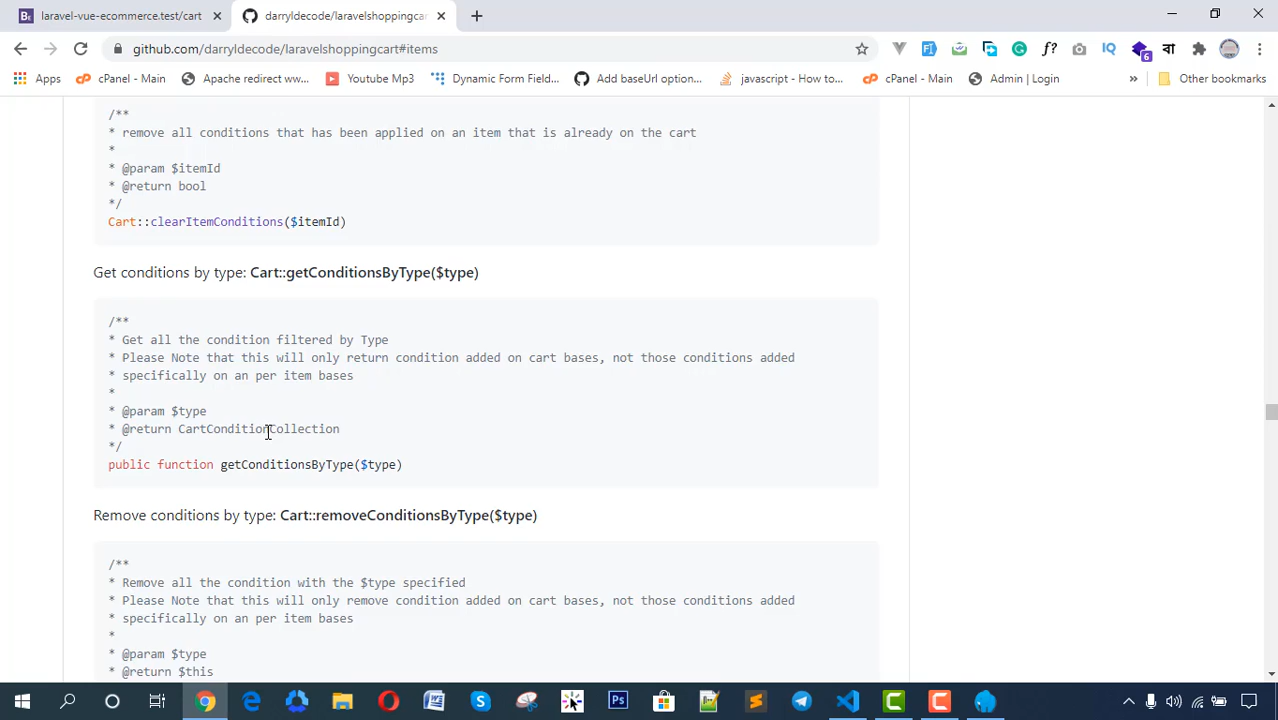 laravel-vue-ecommerce.test/cart
darryldecode/laravelshoppingcart
github.com/darryldecode/laravelshoppingcart#items
Apps
cPanel - Main
Apache redirect ww...
Youtube Mp3
Dynamic Form Field...
Add baseUrl option...
javascript - How to...
cPanel - Main
Admin | Login
Other bookmarks
/**
* remove all conditions that has been applied on an item that is already on the cart
*
* @param $itemId
* @return bool
*/
Cart::clearItemConditions($itemId)
Get conditions by type: Cart::getConditionsByType($type)
/**
* Get all the condition filtered by Type
* Please Note that this will only return condition added on cart bases, not those conditions added
* specifically on an per item bases
*
* @param $type
* @return CartConditionCollection
*/
public function getConditionsByType($type)
Remove conditions by type: Cart::removeConditionsByType($type)
/**
* Remove all the condition with the $type specified
* Please Note that this will only remove condition added on cart bases, not those conditions added
* specifically on an per item bases
*
* @param $type
* @return $this